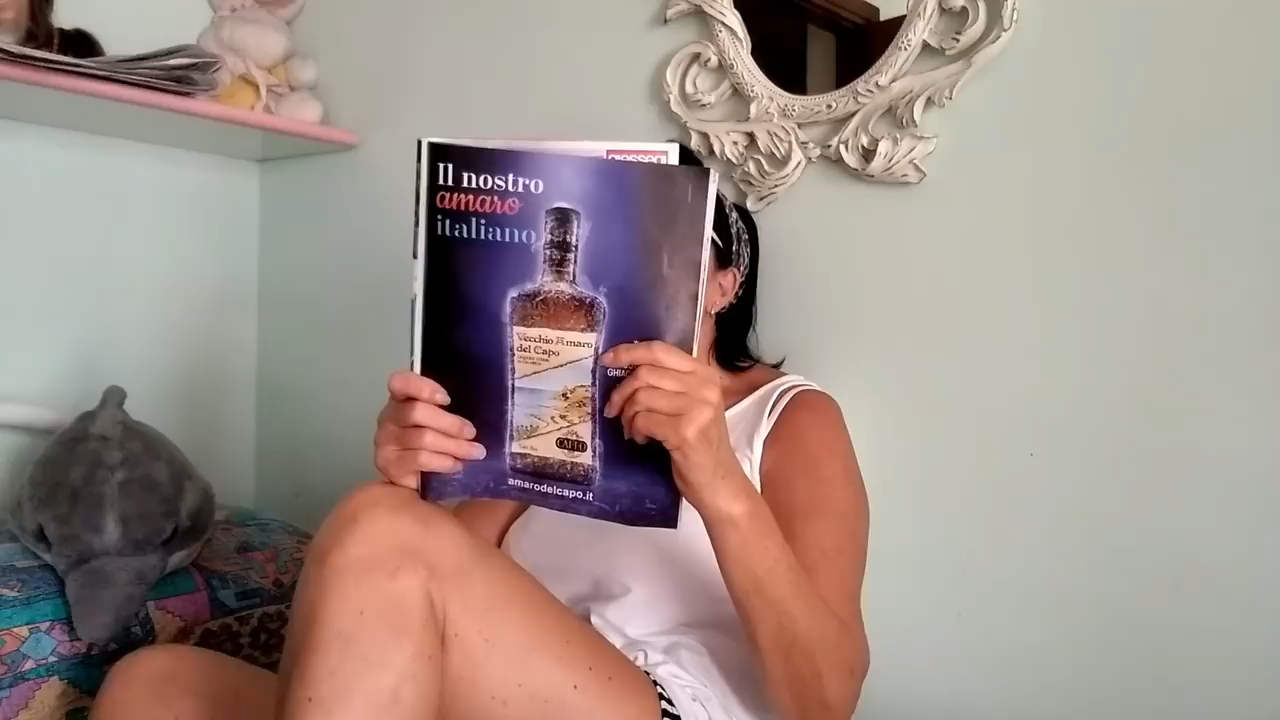 Il nostro
amaro
italiano
Vecchio Amaro
del Capo
CAFFO
amarodelcapo.it